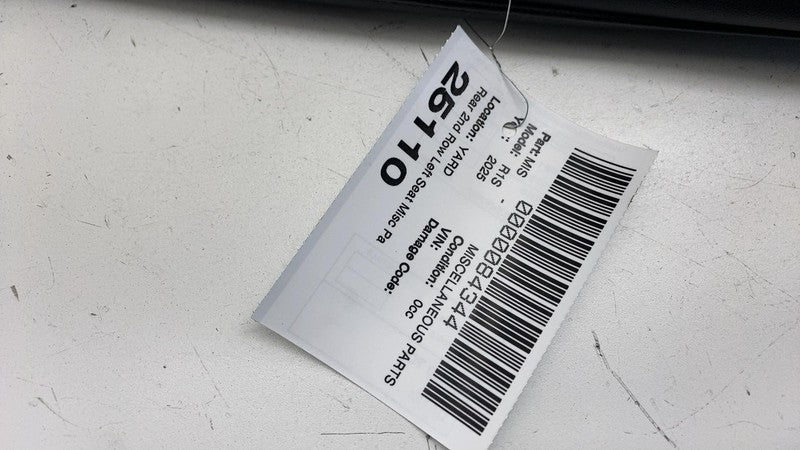 0000084344
Part: MIS - MISCELLANEOUS PARTS
Model: R1S
Y : 2025 Condition: 0cc
VIN:
Location: YARD Damage Code:
Rear 2nd Row Left Seat Misc Pa
25110